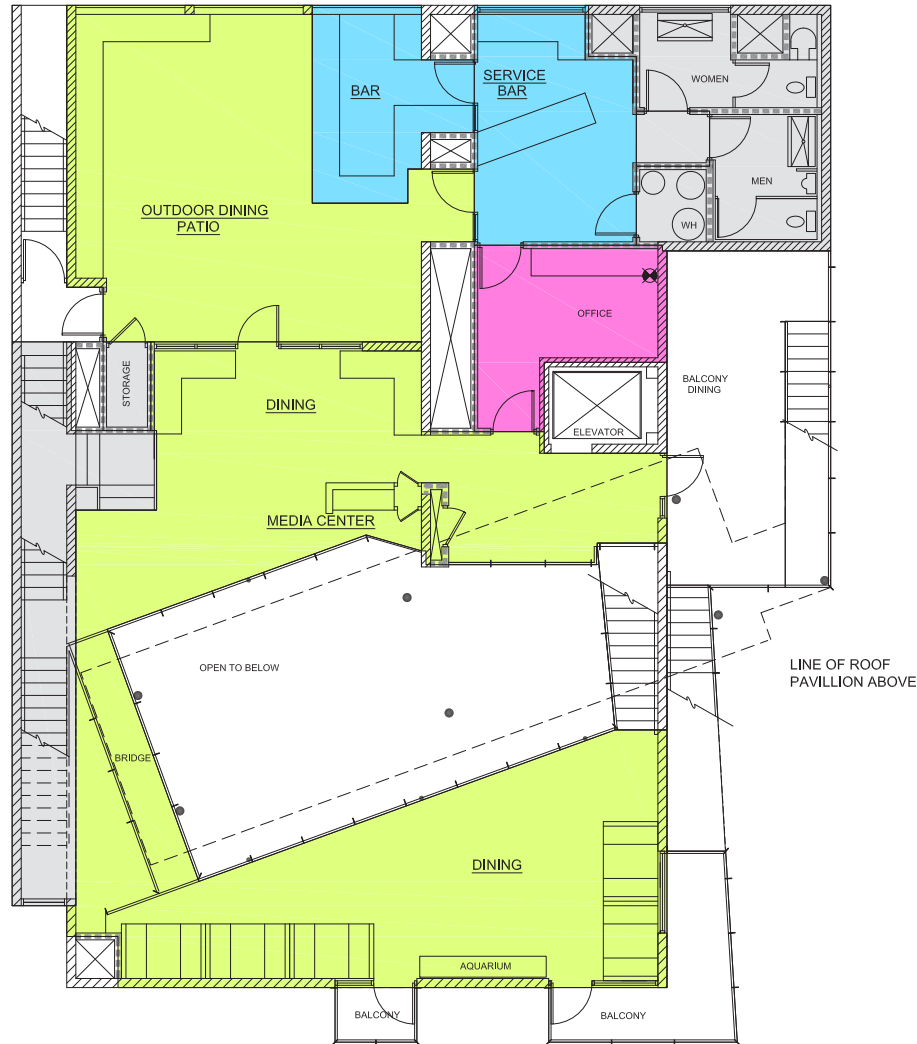 WOMEN
SERVICE
BAR
BAR
MEN
OUTDOOR DINING
PATIO
WH
OFFICE
STORAGE
BALCONY
DINING
DINING
ELEVATOR
MEDIA CENTER
OPEN TO BELOW
LINE OF ROOF
PAVILLION ABOVE
BRIDGE
DINING
AQUARIUM
BALCONY
BALCONY